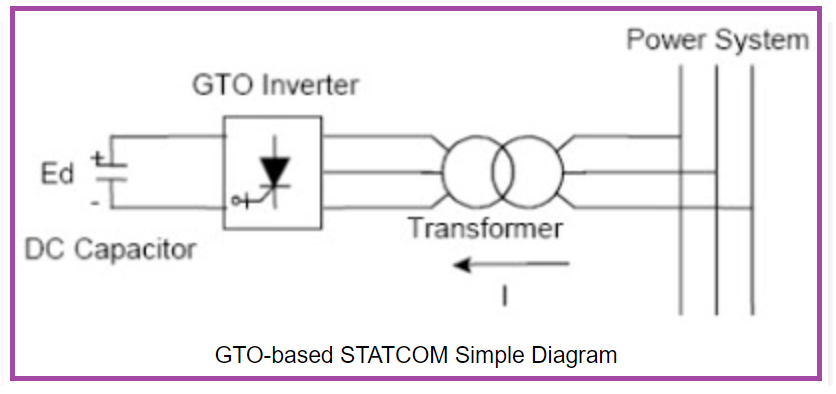 Power System
GTO Inverter
+
Ed
-
DC Capacitor
Transformer
I
GTO-based STATCOM Simple Diagram